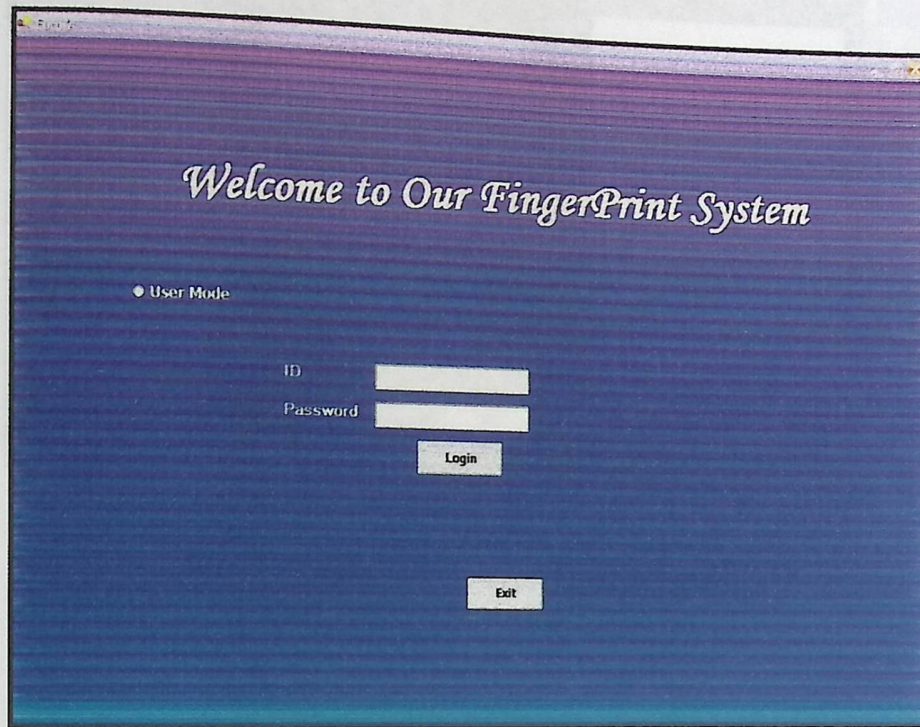 Welcome to Our FingerPrint System
User Mode
ID
Password
Login
Exit